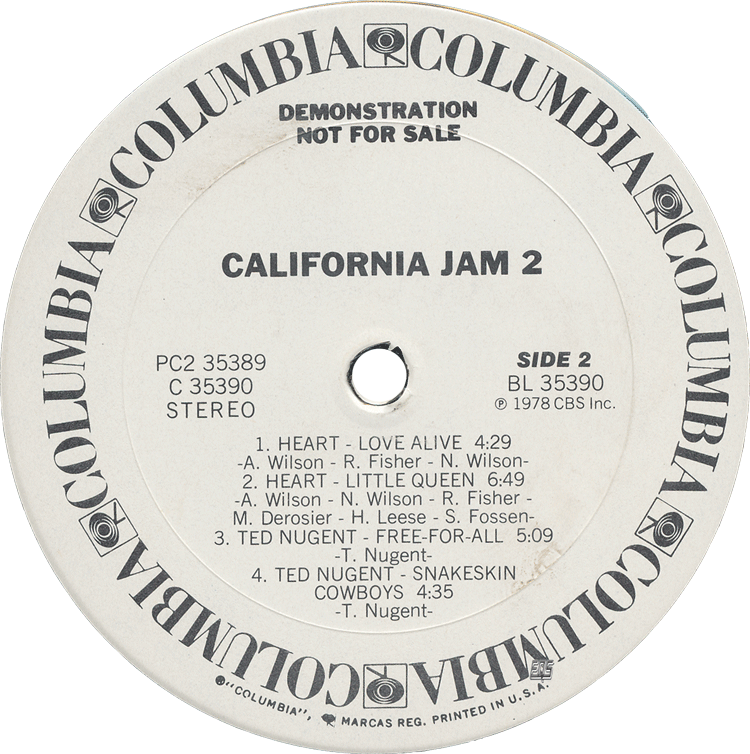 COLUMBIA COLUMBIA COLUMBIA COLUMBIA COLUMBIA COLUMBIA COLUMBIA COLUMBIA
DEMONSTRATION
NOT FOR SALE
CALIFORNIA JAM 2
PC2 35389
C 35390
STEREO
SIDE 2
BL 35390
℗ 1978 CBS Inc.
1. HEART - LOVE ALIVE 4:29
-A. Wilson - R. Fisher - N. Wilson-
2. HEART - LITTLE QUEEN 6:49
-A. Wilson - N. Wilson - R. Fisher -
M. Derosier - H. Leese - S. Fossen-
3. TED NUGENT - FREE-FOR-ALL 5:09
-T. Nugent-
4. TED NUGENT - SNAKESKIN
COWBOYS 4:35
-T. Nugent-
"COLUMBIA", MARCAS REG. PRINTED IN U.S.A.